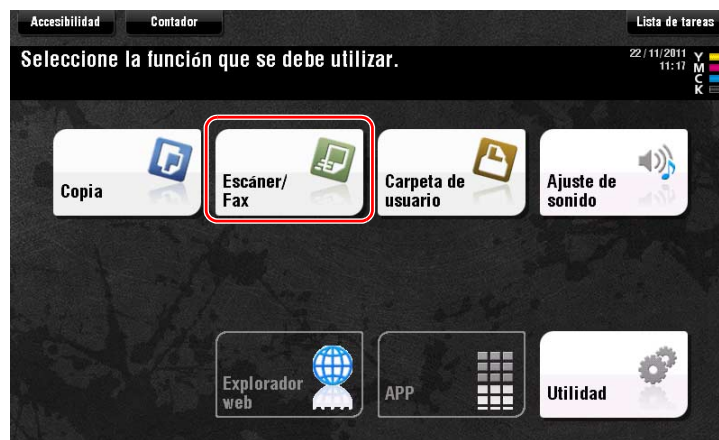 Accesibilidad Contador Lista de tareas
Seleccione la función que se debe utilizar.
22/11/2011
11:17
Y
M
C
K
Copia
Escáner/
Fax
Carpeta de
usuario
Ajuste de
sonido
Explorador
web
APP
Utilidad